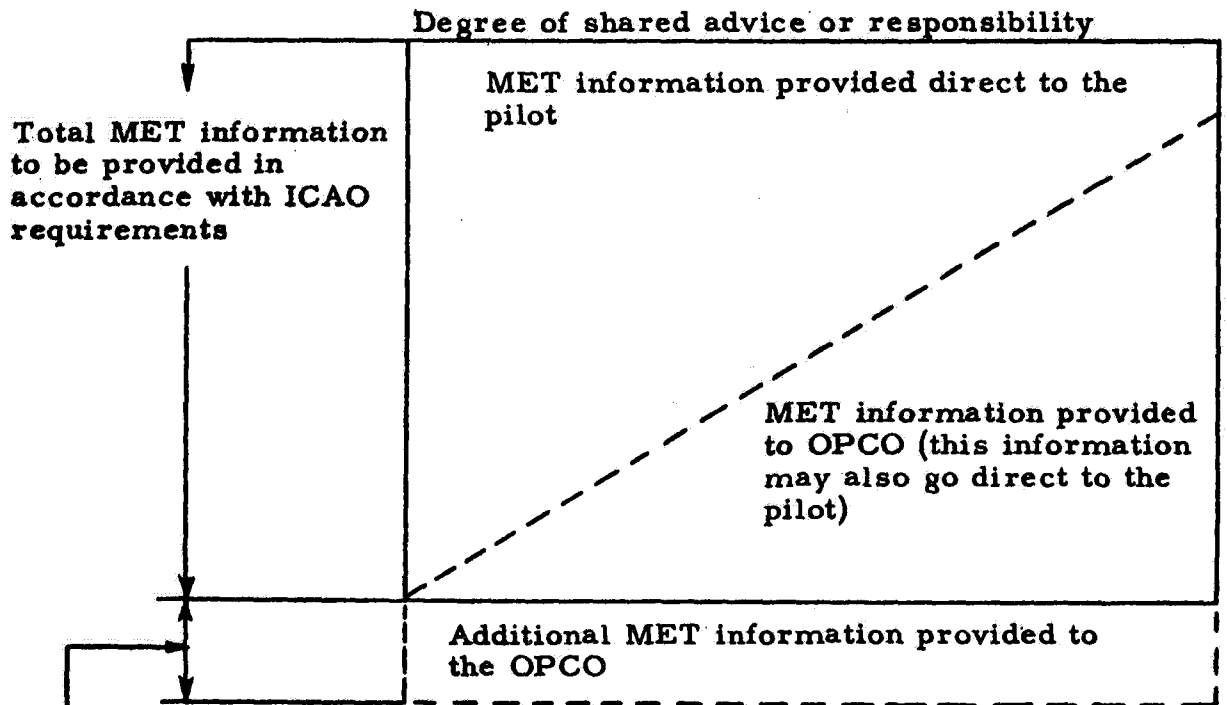 Degree of shared advice or responsibility
MET information provided direct to the
pilot
Total MET information
to be provided in
accordance with ICAO
requirements
MET information provided
to OPCO (this information
may also go direct to the
pilot)
Additional MET information provided to
the OPCO